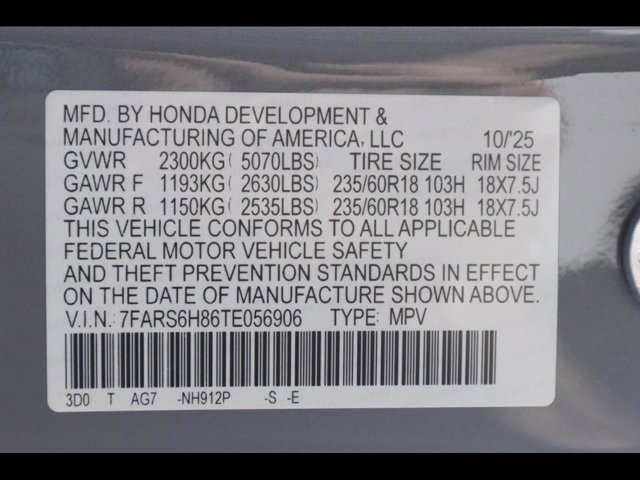 MFD. BY HONDA DEVELOPMENT &
MANUFACTURING OF AMERICA, LLC 10/'25
GVWR 2300KG( 5070LBS) TIRE SIZE RIM SIZE
GAWR F 1193KG( 2630LBS) 235/60R18 103H 18X7.5J
GAWR R 1150KG( 2535LBS) 235/60R18 103H 18X7.5J
THIS VEHICLE CONFORMS TO ALL APPLICABLE
FEDERAL MOTOR VEHICLE SAFETY
AND THEFT PREVENTION STANDARDS IN EFFECT
ON THE DATE OF MANUFACTURE SHOWN ABOVE.
V.I.N.: 7FARS6H86TE056906 TYPE: MPV
3D0 T AG7 -NH912P -S -E